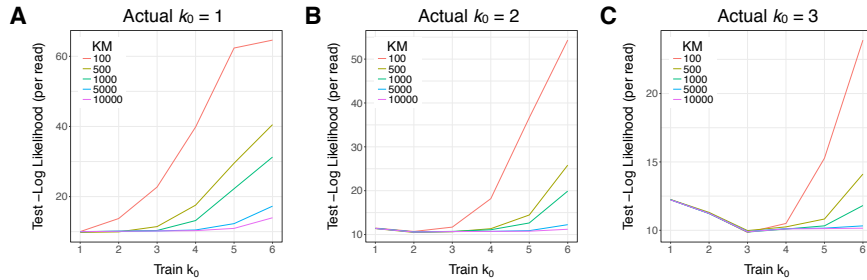 A
Actual k0 = 1
Test −Log Likelihood (per read)
60
40
20
KM
100
500
1000
5000
10000
1 2 3 4 5 6
Train k0
B
Actual k0 = 2
Test −Log Likelihood (per read)
50
40
30
20
10
KM
100
500
1000
5000
10000
1 2 3 4 5 6
Train k0
C
Actual k0 = 3
Test −Log Likelihood (per read)
20
15
10
KM
100
500
1000
5000
10000
1 2 3 4 5 6
Train k0